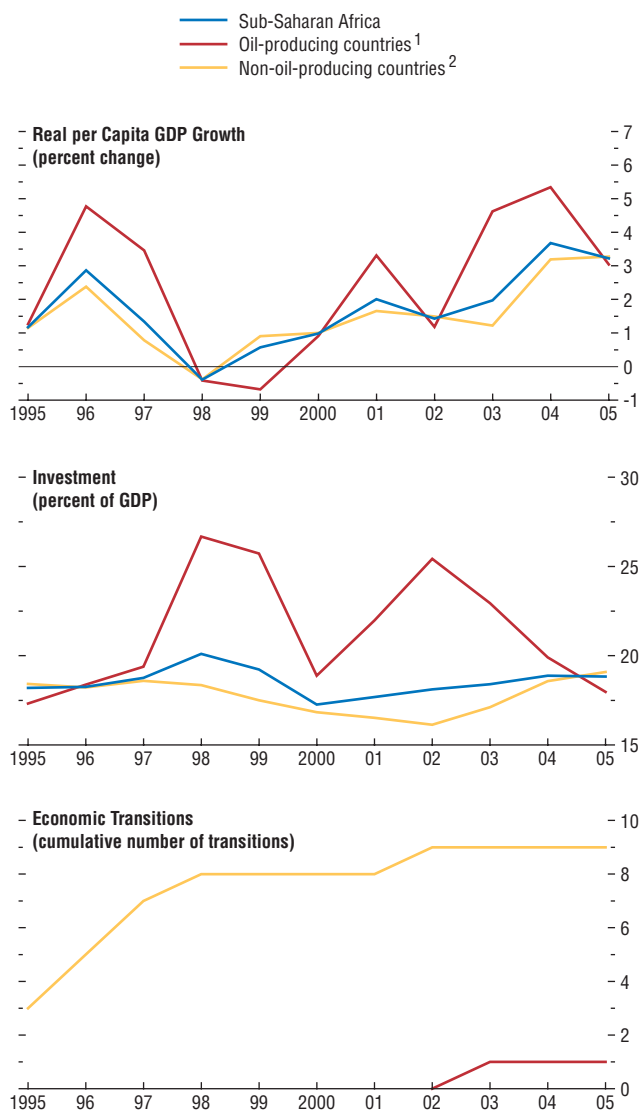 Sub-Saharan Africa
Oil-producing countries 1
Non-oil-producing countries 2
Real per Capita GDP Growth
(percent change)
7
6
5
4
3
2
1
0
-1
1995 96 97 98 99 2000 01 02 03 04 05
Investment
(percent of GDP)
30
25
20
15
1995 96 97 98 99 2000 01 02 03 04 05
Economic Transitions
(cumulative number of transitions)
10
8
6
4
2
0
1995 96 97 98 99 2000 01 02 03 04 05